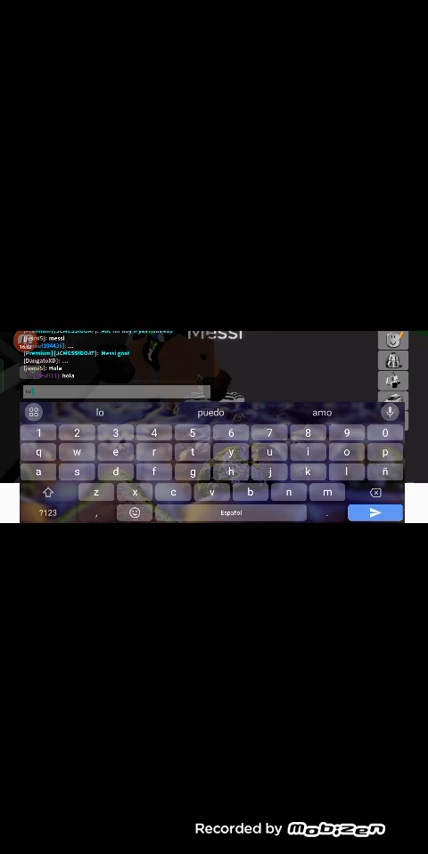 Messi
messi
[Premium][JCMESSIGOAT]: Messi goat
[DangatoXD]: ...
Hola
hola
lo puedo amo
1 2 3 4 5 6 7 8 9 0
q w e r t y u i o p
a s d f g h j k l ñ
z x c v b n m
?123 , Español .
Recorded by Mobizen